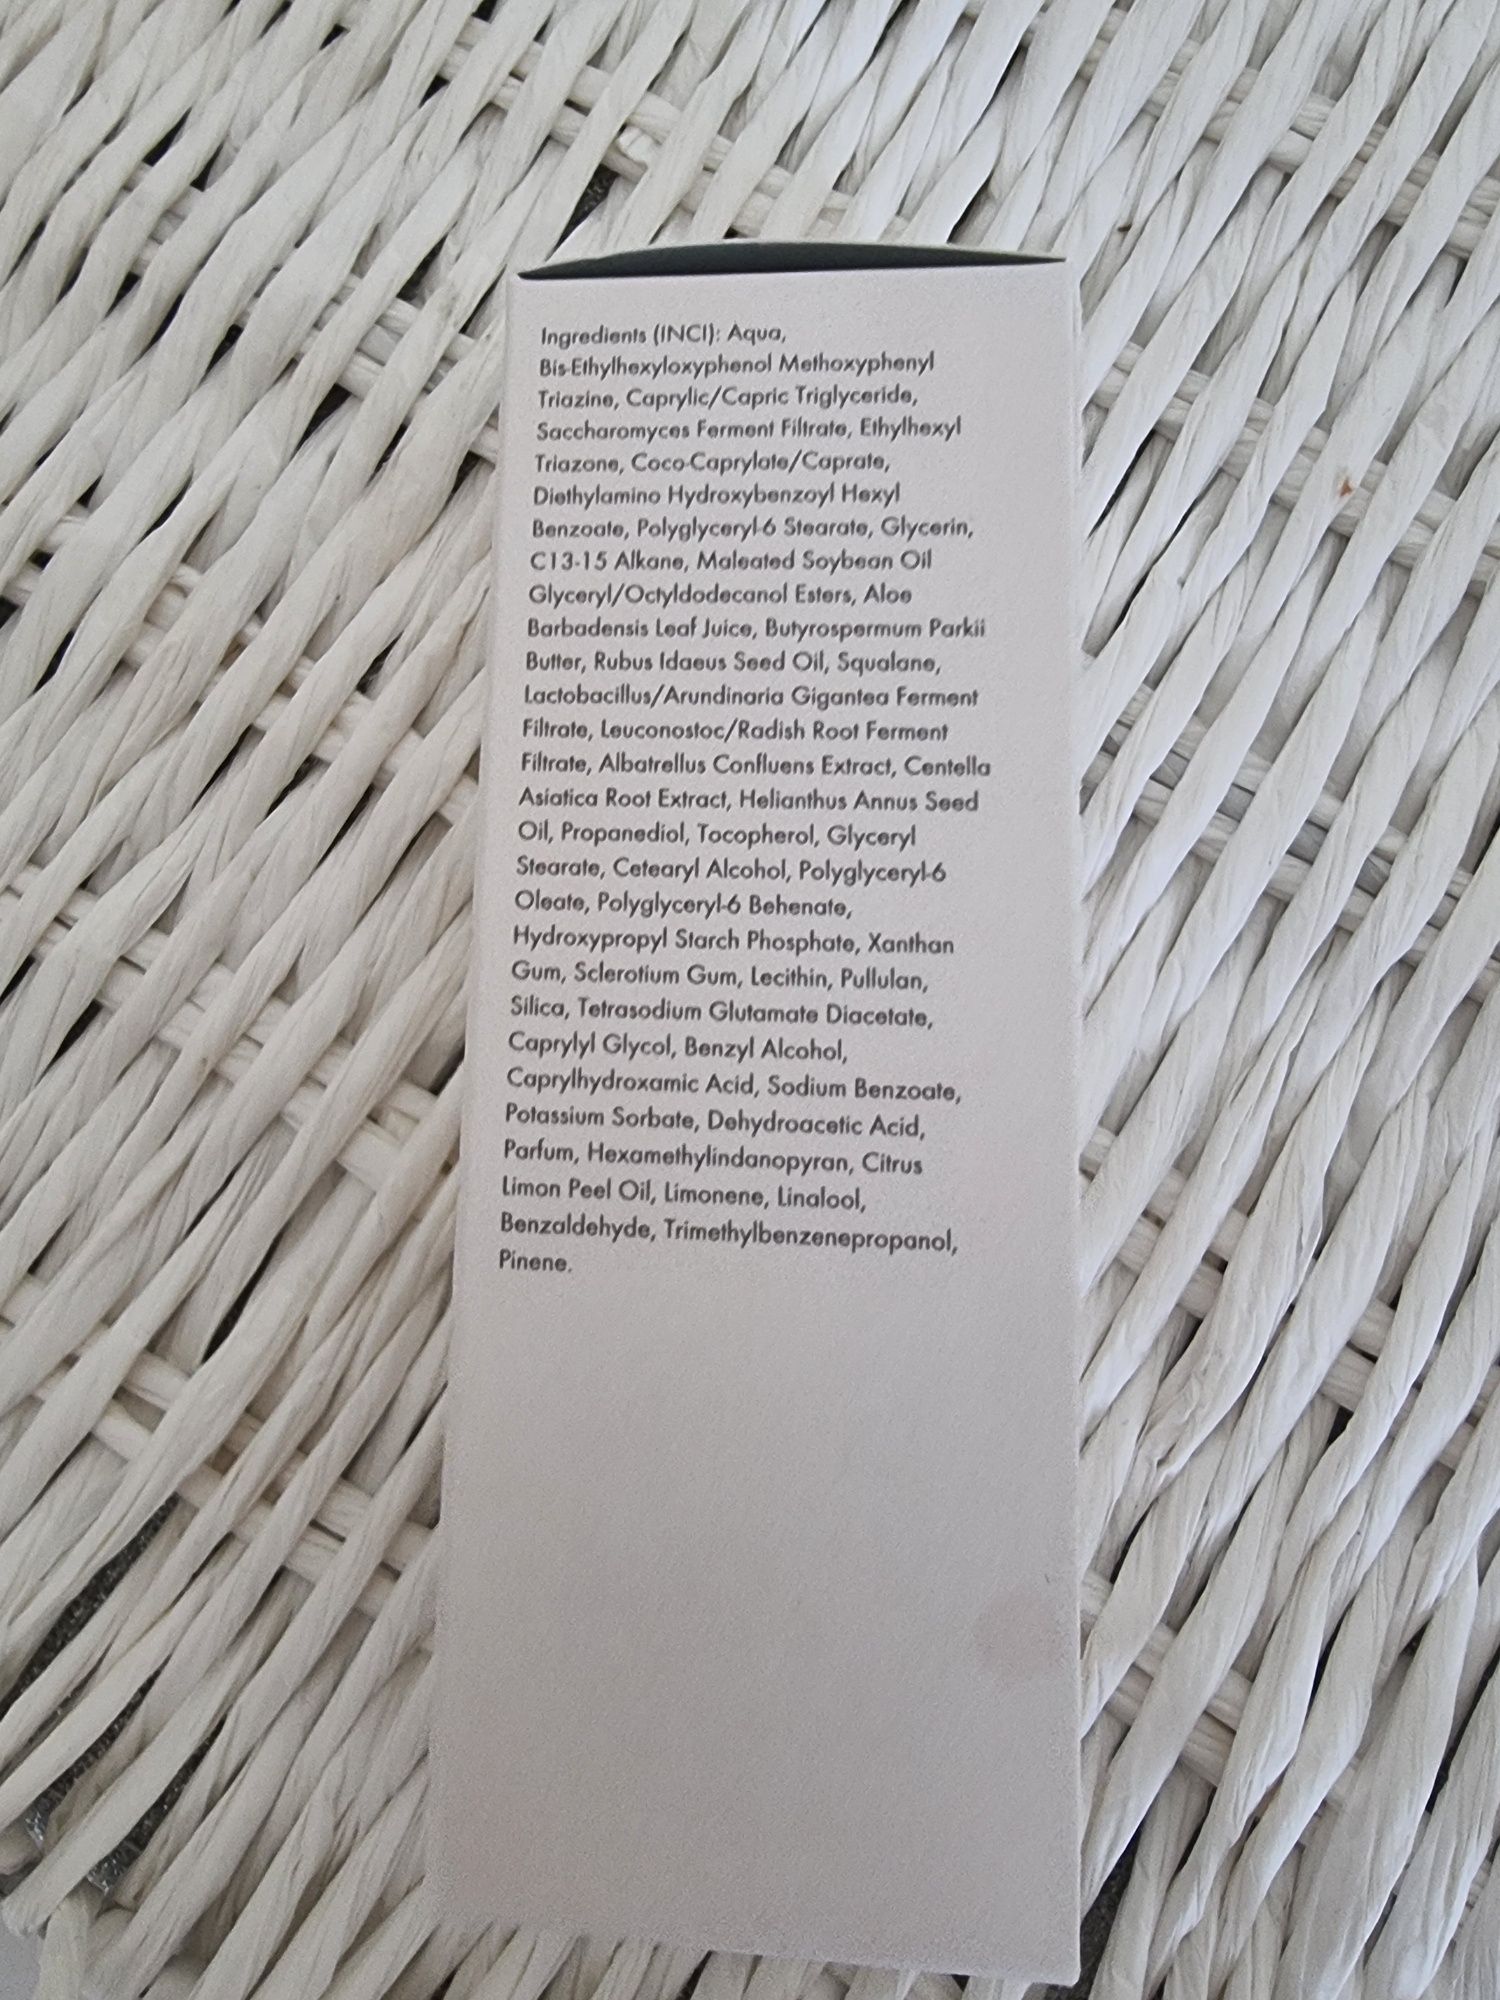 Ingredients (INCI): Aqua,
Bis-Ethylhexyloxyphenol Methoxyphenyl
Triazine, Caprylic/Capric Triglyceride,
Saccharomyces Ferment Filtrate, Ethylhexyl
Triazone, Coco-Caprylate/Caprate,
Diethylamino Hydroxybenzoyl Hexyl
Benzoate, Polyglyceryl-6 Stearate, Glycerin,
C13-15 Alkane, Maleated Soybean Oil
Glyceryl/Octyldodecanol Esters, Aloe
Barbadensis Leaf Juice, Butyrospermum Parkii
Butter, Rubus Idaeus Seed Oil, Squalane,
Lactobacillus/Arundinaria Gigantea Ferment
Filtrate, Leuconostoc/Radish Root Ferment
Filtrate, Albatrellus Confluens Extract, Centella
Asiatica Root Extract, Helianthus Annus Seed
Oil, Propanediol, Tocopherol, Glyceryl
Stearate, Cetearyl Alcohol, Polyglyceryl-6
Oleate, Polyglyceryl-6 Behenate,
Hydroxypropyl Starch Phosphate, Xanthan
Gum, Sclerotium Gum, Lecithin, Pullulan,
Silica, Tetrasodium Glutamate Diacetate,
Caprylyl Glycol, Benzyl Alcohol,
Caprylhydroxamic Acid, Sodium Benzoate,
Potassium Sorbate, Dehydroacetic Acid,
Parfum, Hexamethylindanopyran, Citrus
Limon Peel Oil, Limonene, Linalool,
Benzaldehyde, Trimethylbenzenepropanol,
Pinene.